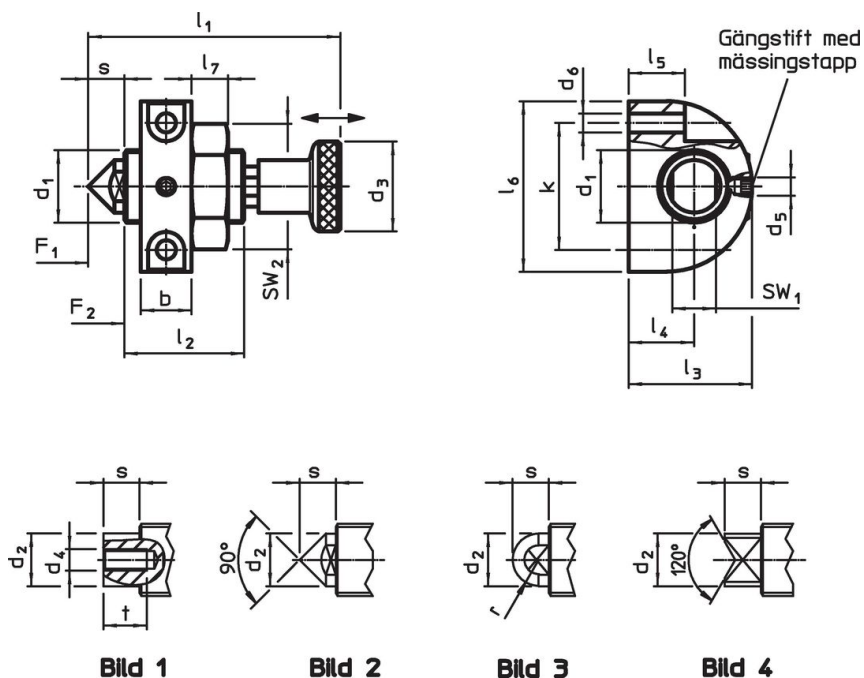 l1
s
l7
d1
d3
F1
F2
b
SW2
l2
Gängstift med
mässingstapp
l5
d6
l6
k
d1
d5
SW1
l4
l3
s
d2
d4
t
Bild 1
s
90°
d2
Bild 2
s
d2
r
Bild 3
s
d2
120°
Bild 4